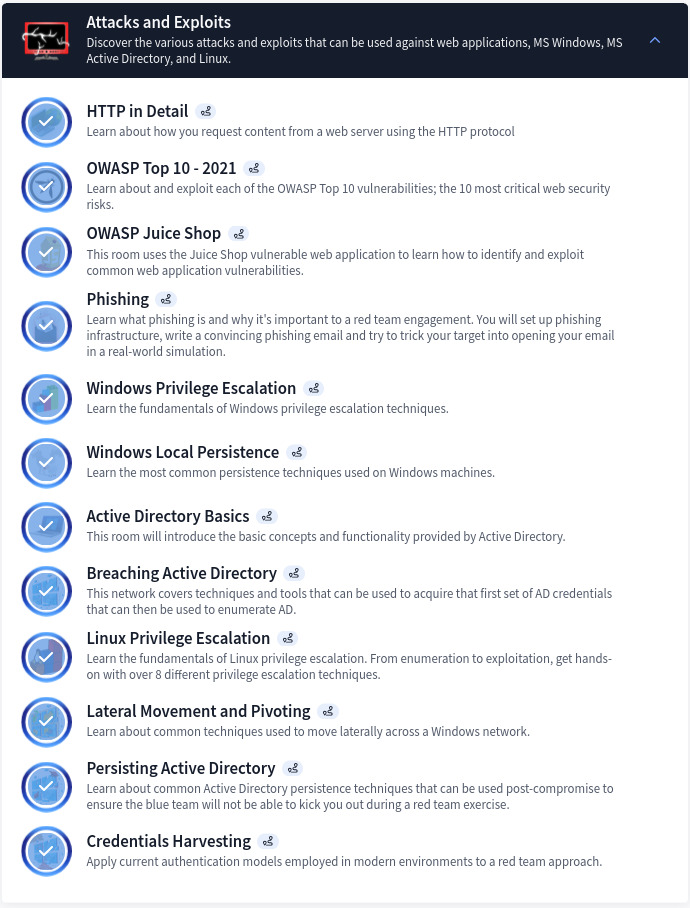 Attacks and Exploits
Discover the various attacks and exploits that can be used against web applications, MS Windows, MS
Active Directory, and Linux.
HTTP in Detail
Learn about how you request content from a web server using the HTTP protocol
OWASP Top 10 - 2021
Learn about and exploit each of the OWASP Top 10 vulnerabilities; the 10 most critical web security
risks.
OWASP Juice Shop
This room uses the Juice Shop vulnerable web application to learn how to identify and exploit
common web application vulnerabilities.
Phishing
Learn what phishing is and why it's important to a red team engagement. You will set up phishing
infrastructure, write a convincing phishing email and try to trick your target into opening your email
in a real-world simulation.
Windows Privilege Escalation
Learn the fundamentals of Windows privilege escalation techniques.
Windows Local Persistence
Learn the most common persistence techniques used on Windows machines.
Active Directory Basics
This room will introduce the basic concepts and functionality provided by Active Directory.
Breaching Active Directory
This network covers techniques and tools that can be used to acquire that first set of AD credentials
that can then be used to enumerate AD.
Linux Privilege Escalation
Learn the fundamentals of Linux privilege escalation. From enumeration to exploitation, get hands-
on with over 8 different privilege escalation techniques.
Lateral Movement and Pivoting
Learn about common techniques used to move laterally across a Windows network.
Persisting Active Directory
Learn about common Active Directory persistence techniques that can be used post-compromise to
ensure the blue team will not be able to kick you out during a red team exercise.
Credentials Harvesting
Apply current authentication models employed in modern environments to a red team approach.